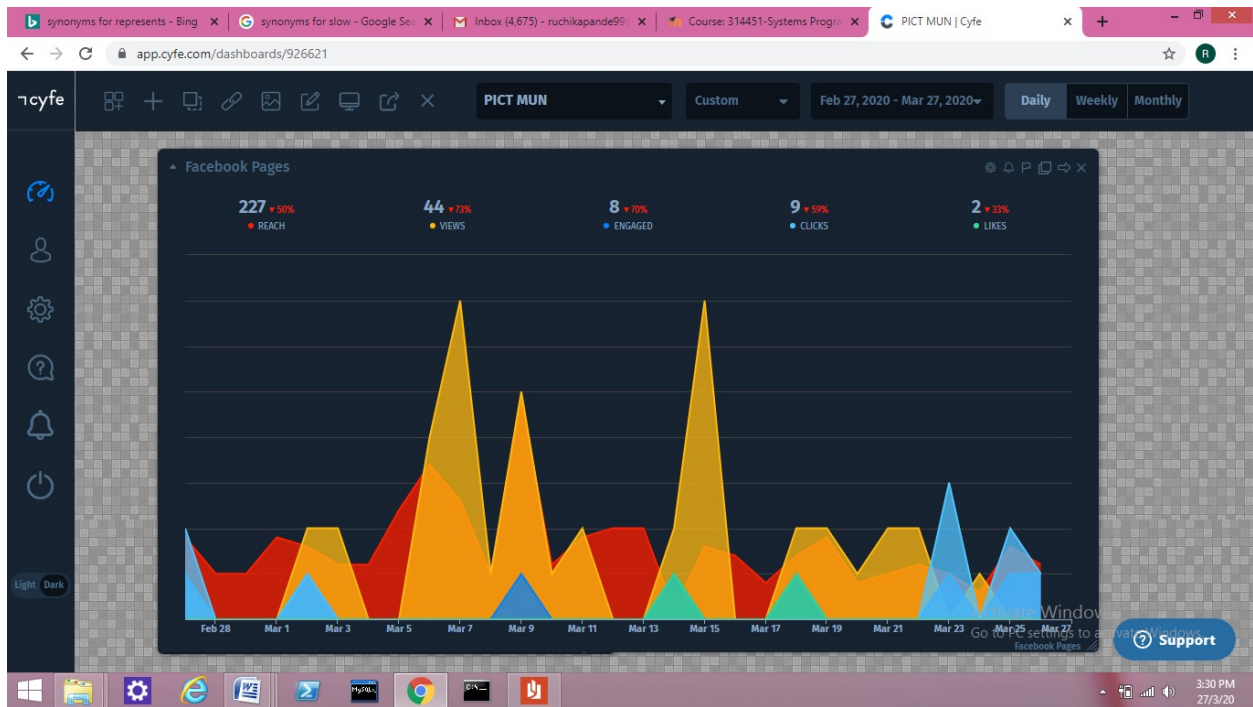 synonyms for represents - Bing
synonyms for slow - Google Sea
Inbox (4,675) - ruchikapande99
Course: 314451-Systems Progra
PICT MUN | Cyfe
app.cyfe.com/dashboards/926621
R
cyfe
PICT MUN
Custom
Feb 27, 2020 - Mar 27, 2020
Daily Weekly Monthly
Facebook Pages
227 ▼50% 44 ▼73% 8 ▼70% 9 ▼59% 2 ▼33%
REACH VIEWS ENGAGED CLICKS LIKES
Light Dark
Feb 28 Mar 1 Mar 3 Mar 5 Mar 7 Mar 9 Mar 11 Mar 13 Mar 15 Mar 17 Mar 19 Mar 21 Mar 23 Mar 25 Mar 27
Activate Windows
Go to PC settings to activate Windows.
Facebook Pages
Support
MySQL
C:\
3:30 PM
27/3/20